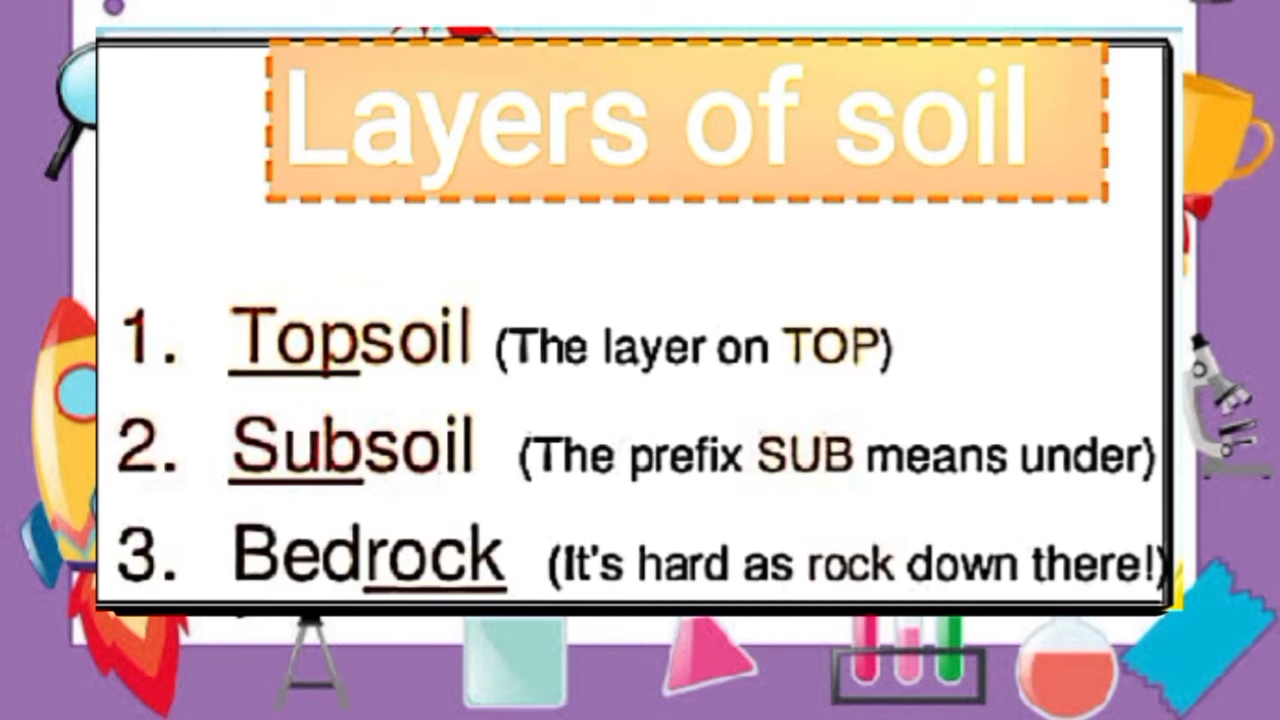 Layers of soil
1. Topsoil (The layer on TOP)
2. Subsoil (The prefix SUB means under)
3. Bedrock (It's hard as rock down there!)